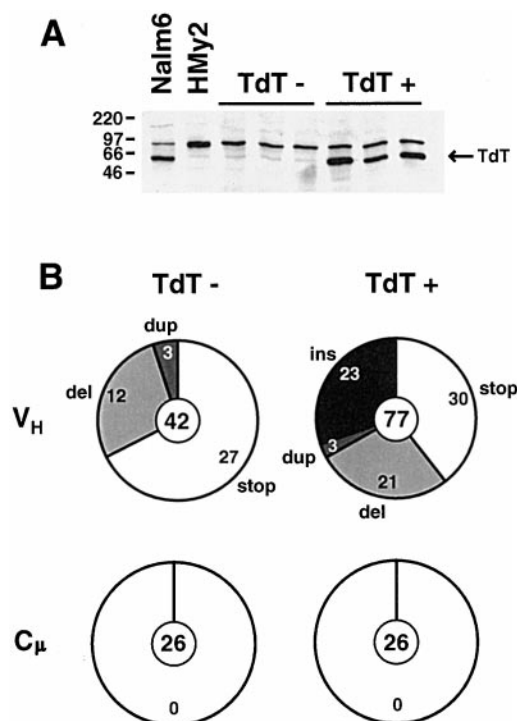 A
Nalm6
HMy2
TdT -
TdT +
220
97
66
46
TdT
B
TdT -
TdT +
dup
3
del
12
42
27
stop
ins
23
30
stop
77
dup
3
21
del
VH
Cμ
26
0
26
0